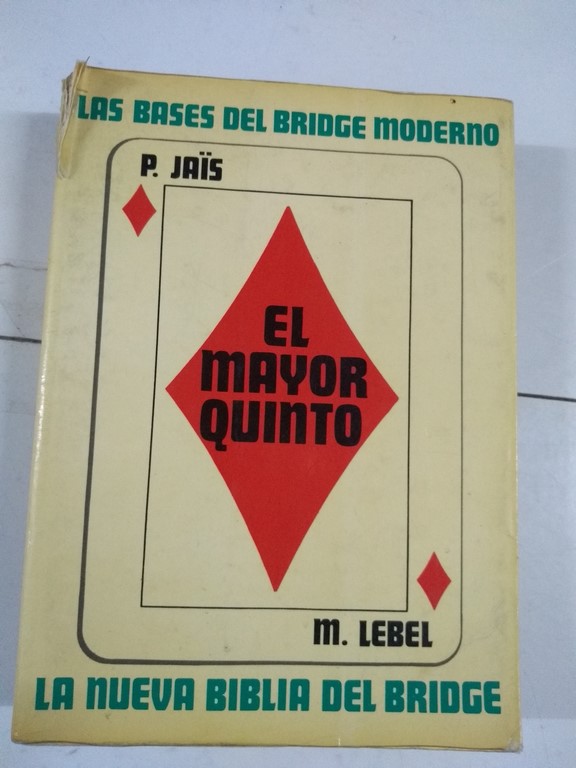 LAS BASES DEL BRIDGE MODERNO
P. JAÏS
EL
MAYOR
QUINTO
M. LEBEL
LA NUEVA BIBLIA DEL BRIDGE